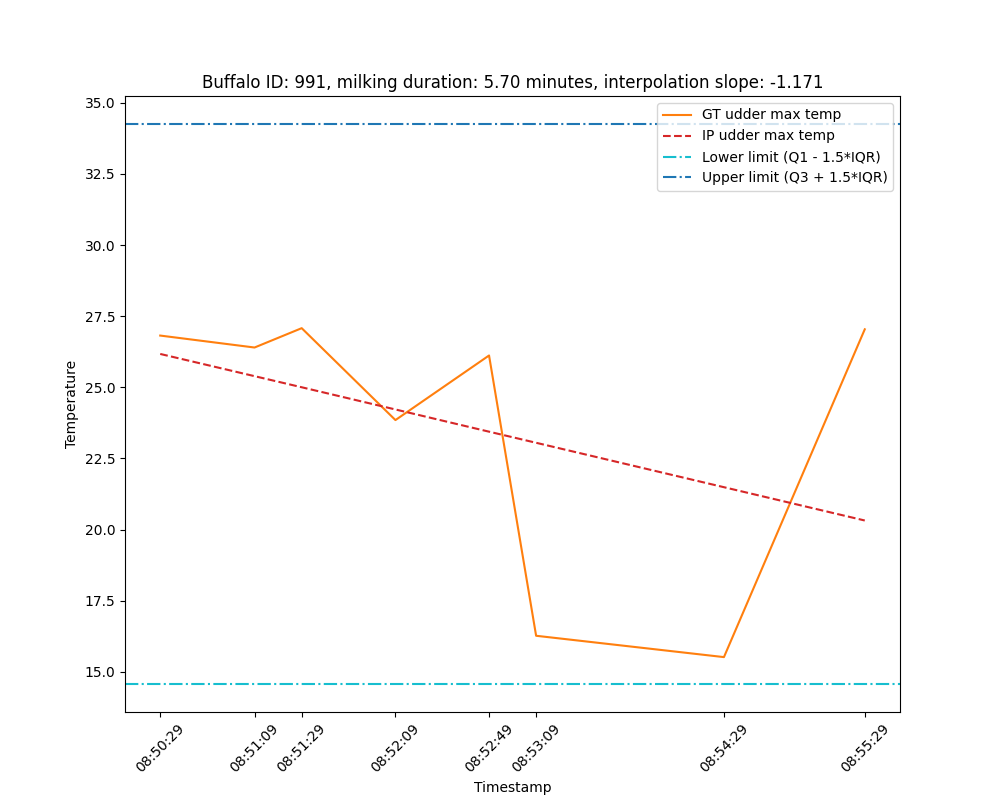 Buffalo ID: 991, milking duration: 5.70 minutes, interpolation slope: -1.171
35.0
32.5
30.0
27.5
25.0
22.5
20.0
17.5
15.0
Temperature
GT udder max temp
IP udder max temp
Lower limit (Q1 - 1.5*IQR)
Upper limit (Q3 + 1.5*IQR)
08:50:29
08:51:09
08:51:29
08:52:09
08:52:49
08:53:09
08:54:29
08:55:29
Timestamp